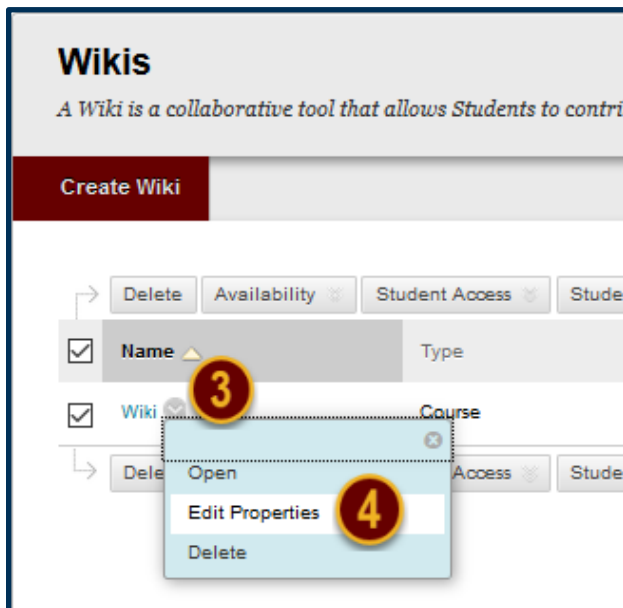 Wikis
A Wiki is a collaborative tool that allows Students to contri
Create Wiki
Delete Availability Student Access Stude
Name Type
3
Wiki Course
Dele Access Stude
Open
Edit Properties 4
Delete